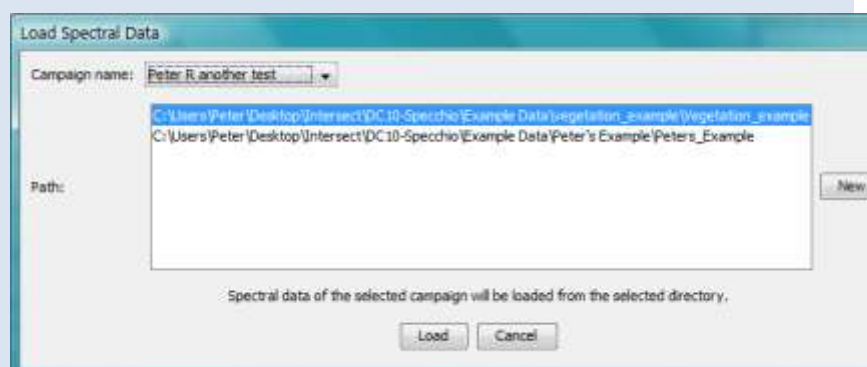 Load Spectral Data
Campaign name: Peter R another test
C:\Users\Peter\Desktop\Intersect\DC10-Specchio\Example Data\vegetation_example\Vegetation_example
C:\Users\Peter\Desktop\Intersect\DC10-Specchio\Example Data\Peter's Example\Peters_Example
Path:
New
Spectral data of the selected campaign will be loaded from the selected directory.
Load Cancel